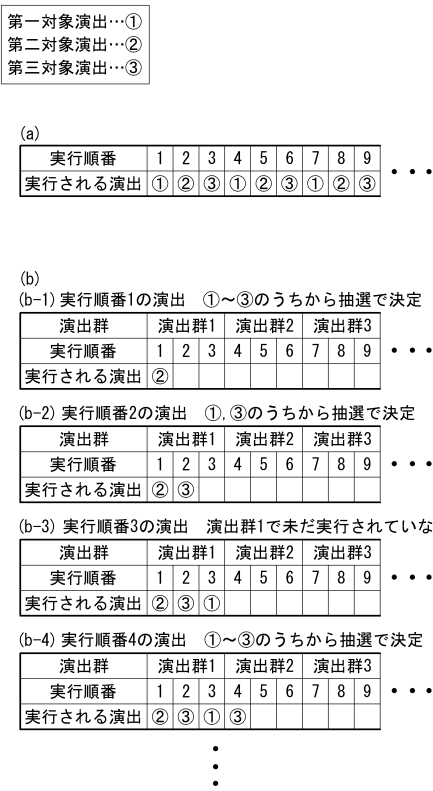 第一対象演出…①
第二対象演出…②
第三対象演出…③
(a)
実行順番 1 2 3 4 5 6 7 8 9
実行される演出 ① ② ③ ① ② ③ ① ② ③ ・・・
(b)
(b-1) 実行順番1の演出 ①～③のうちから抽選で決定
演出群 演出群1 演出群2 演出群3
実行順番 1 2 3 4 5 6 7 8 9 ・・・
実行される演出 ②
(b-2) 実行順番2の演出 ①,③のうちから抽選で決定
演出群 演出群1 演出群2 演出群3
実行順番 1 2 3 4 5 6 7 8 9 ・・・
実行される演出 ② ③
(b-3) 実行順番3の演出 演出群1で未だ実行されていな
演出群 演出群1 演出群2 演出群3
実行順番 1 2 3 4 5 6 7 8 9 ・・・
実行される演出 ② ③ ①
(b-4) 実行順番4の演出 ①～③のうちから抽選で決定
演出群 演出群1 演出群2 演出群3
実行順番 1 2 3 4 5 6 7 8 9 ・・・
実行される演出 ② ③ ① ③